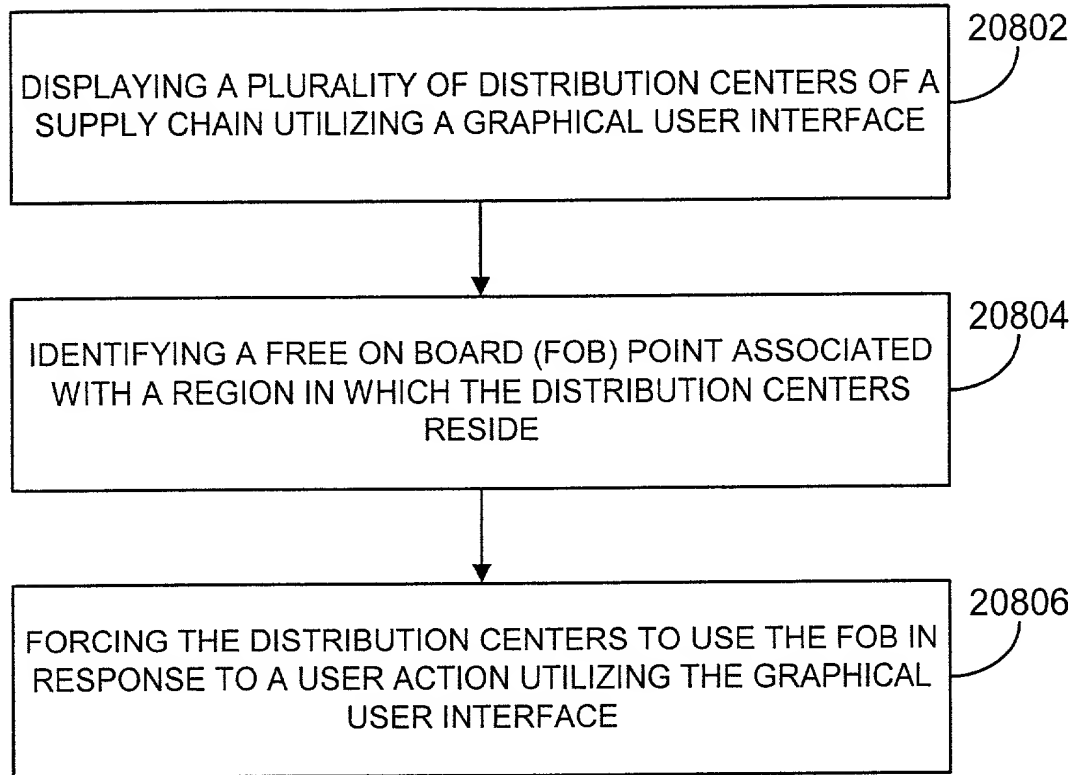 20802
DISPLAYING A PLURALITY OF DISTRIBUTION CENTERS OF A
SUPPLY CHAIN UTILIZING A GRAPHICAL USER INTERFACE
20804
IDENTIFYING A FREE ON BOARD (FOB) POINT ASSOCIATED
WITH A REGION IN WHICH THE DISTRIBUTION CENTERS
RESIDE
20806
FORCING THE DISTRIBUTION CENTERS TO USE THE FOB IN
RESPONSE TO A USER ACTION UTILIZING THE GRAPHICAL
USER INTERFACE